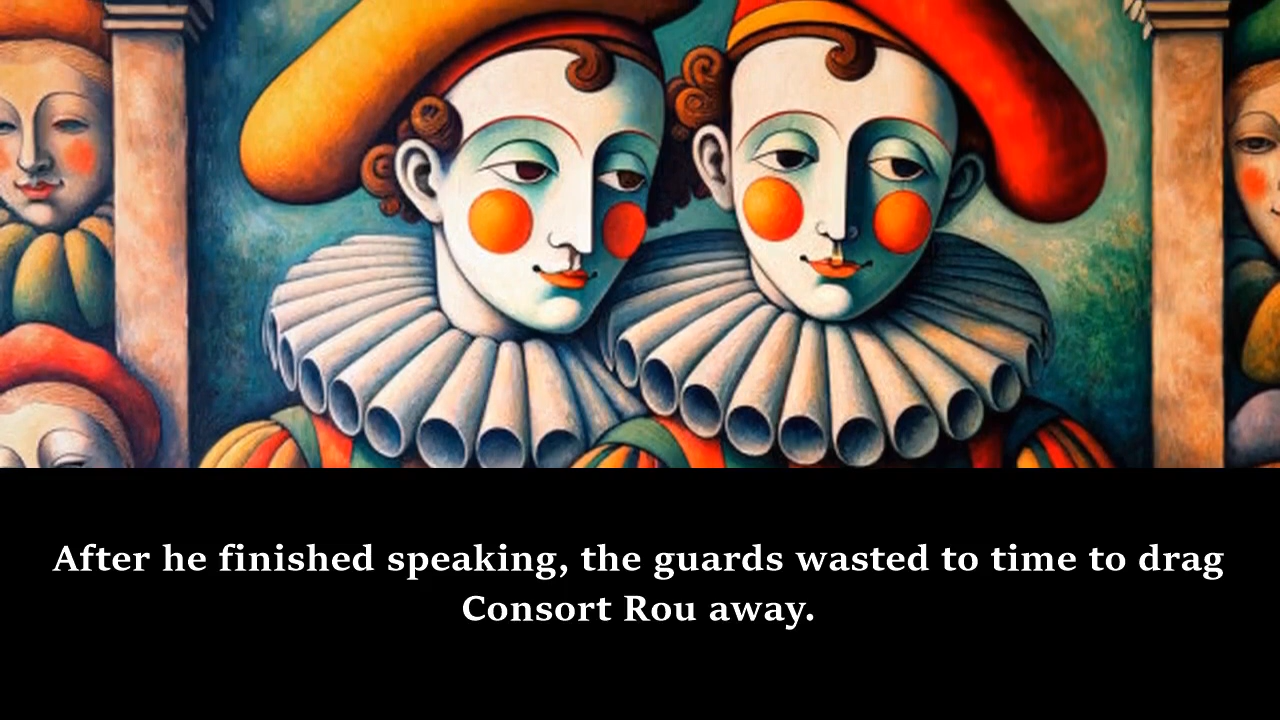 After he finished speaking, the guards wasted to time to drag
Consort Rou away.